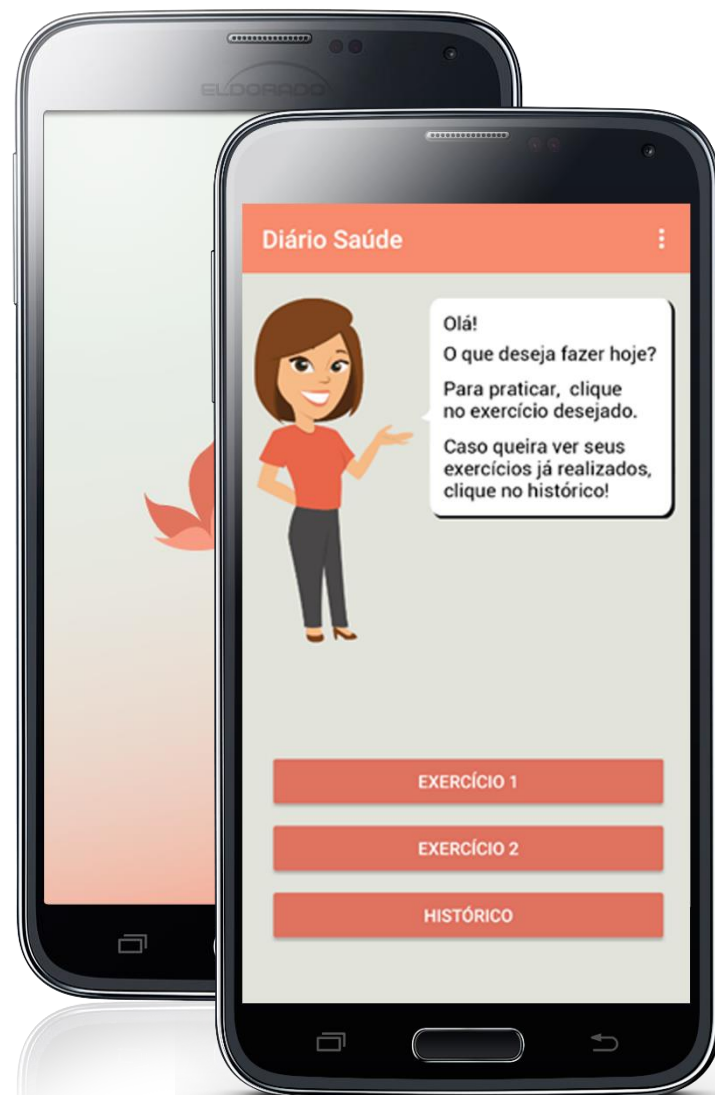 ELDORADO
Diário Saúde
Olá!
O que deseja fazer hoje?
Para praticar, clique
no exercício desejado.
Caso queira ver seus
exercícios já realizados,
clique no histórico!
EXERCÍCIO 1
EXERCÍCIO 2
HISTÓRICO